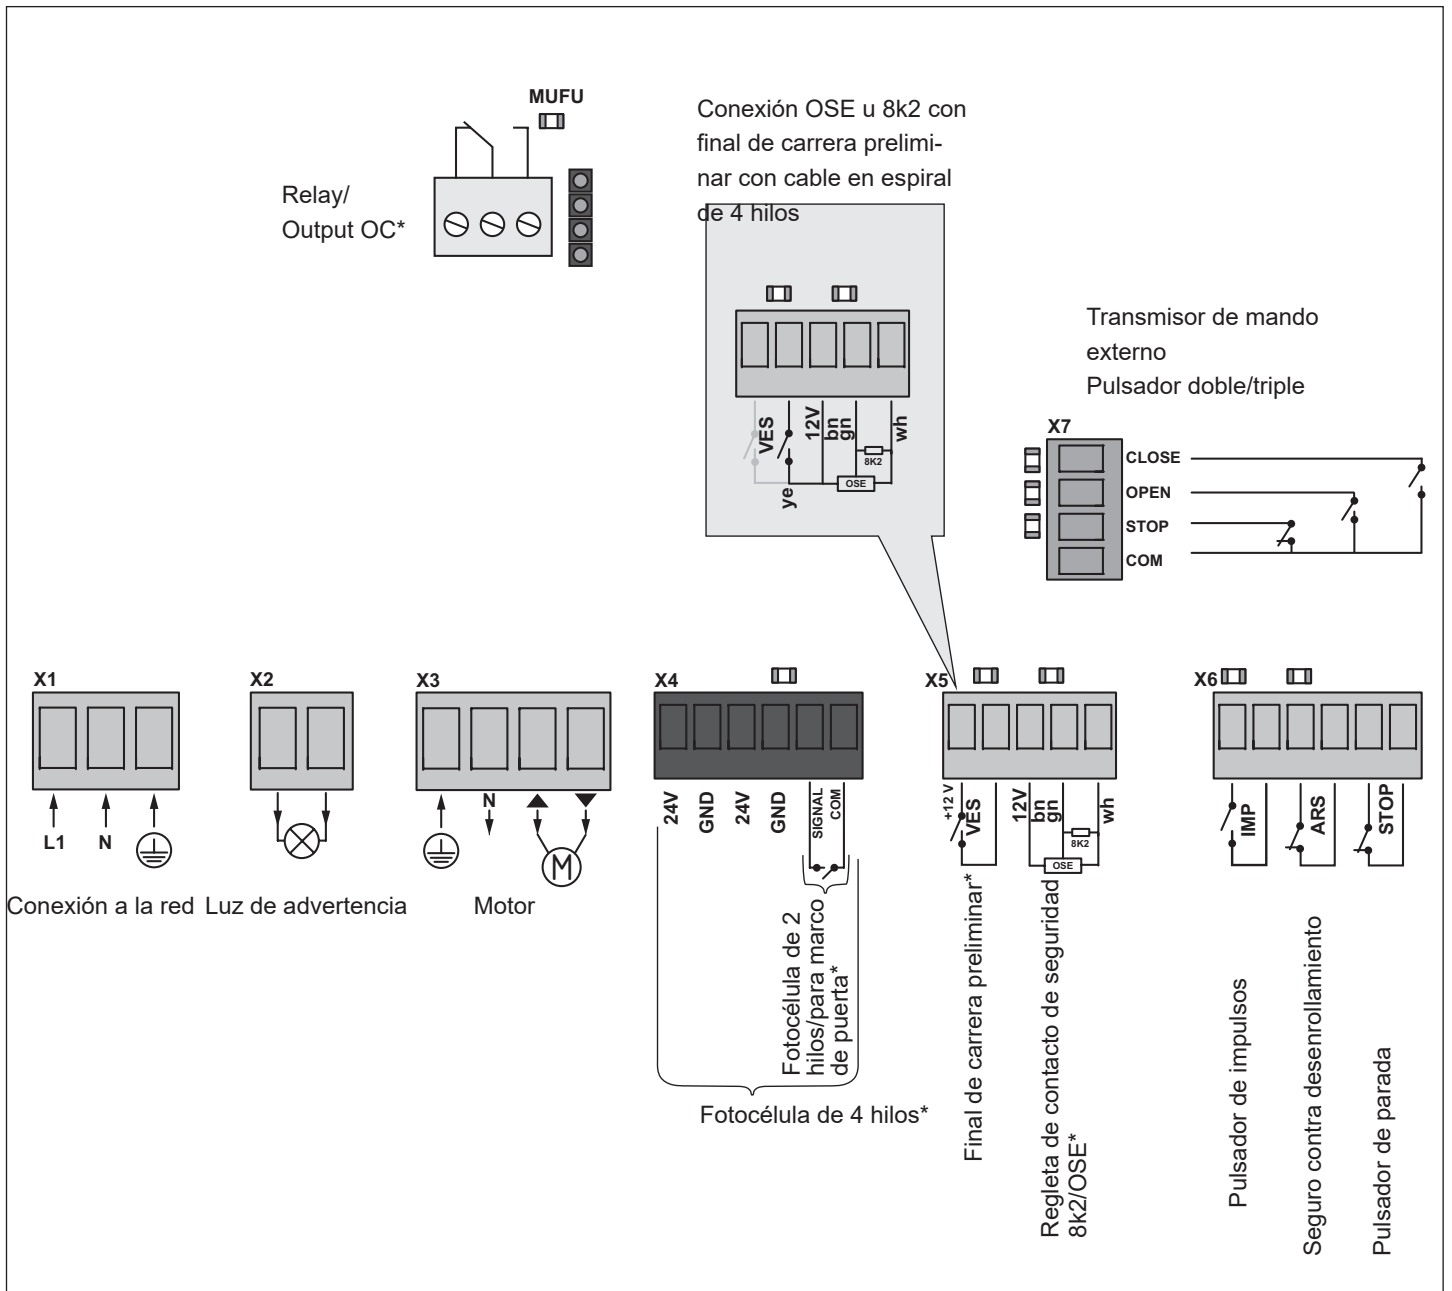 MUFU
Relay/
Output OC*
Conexión OSE u 8k2 con
final de carrera prelimi-
nar con cable en espiral
de 4 hilos
VES
ye
12V
bn
gn
wh
8K2
OSE
Transmisor de mando
externo
Pulsador doble/triple
X7
CLOSE
OPEN
STOP
COM
X1
L1
N
Conexión a la red
X2
Luz de advertencia
X3
N
M
Motor
X4
24V
GND
24V
GND
SIGNAL
COM
Fotocélula de 2
hilos/para marco
de puerta*
Fotocélula de 4 hilos*
X5
+12 V
VES
12V
bn
gn
wh
8K2
OSE
Final de carrera preliminar*
Regleta de contacto de seguridad
8k2/OSE*
X6
IMP
ARS
STOP
Pulsador de impulsos
Seguro contra desenrollamiento
Pulsador de parada